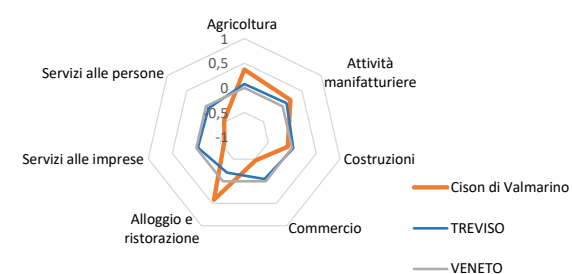 Agricoltura
1
0,5
0
0,5
-1
Attività
manifatturiere
Costruzioni
Commercio
Alloggio e
ristorazione
Servizi alle imprese
Servizi alle persone
Cison di Valmarino
TREVISO
VENETO